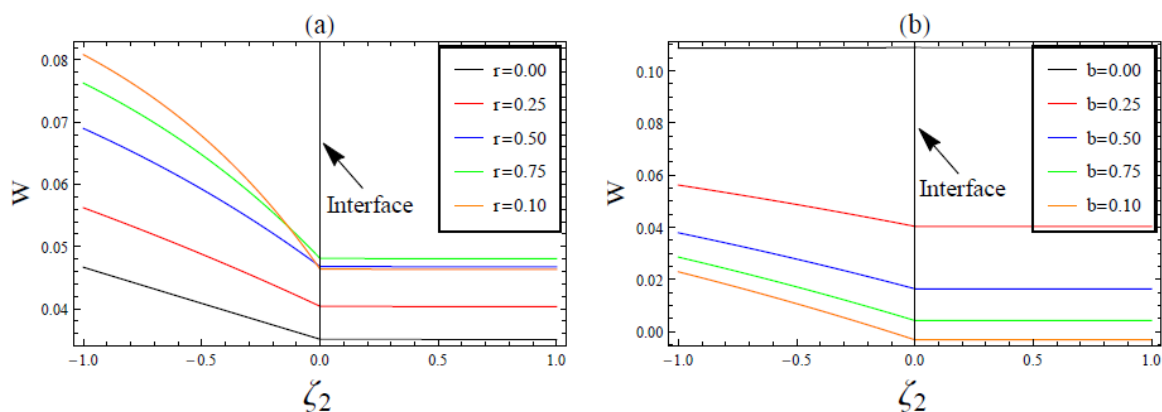 (a)
0.08
0.07
0.06
0.05
0.04
W
−1.0 −0.5 0.0 0.5 1.0
ζ2
Interface
r=0.00
r=0.25
r=0.50
r=0.75
r=0.10
(b)
0.10
0.08
0.06
0.04
0.02
0.00
W
−1.0 −0.5 0.0 0.5 1.0
ζ2
Interface
b=0.00
b=0.25
b=0.50
b=0.75
b=0.10